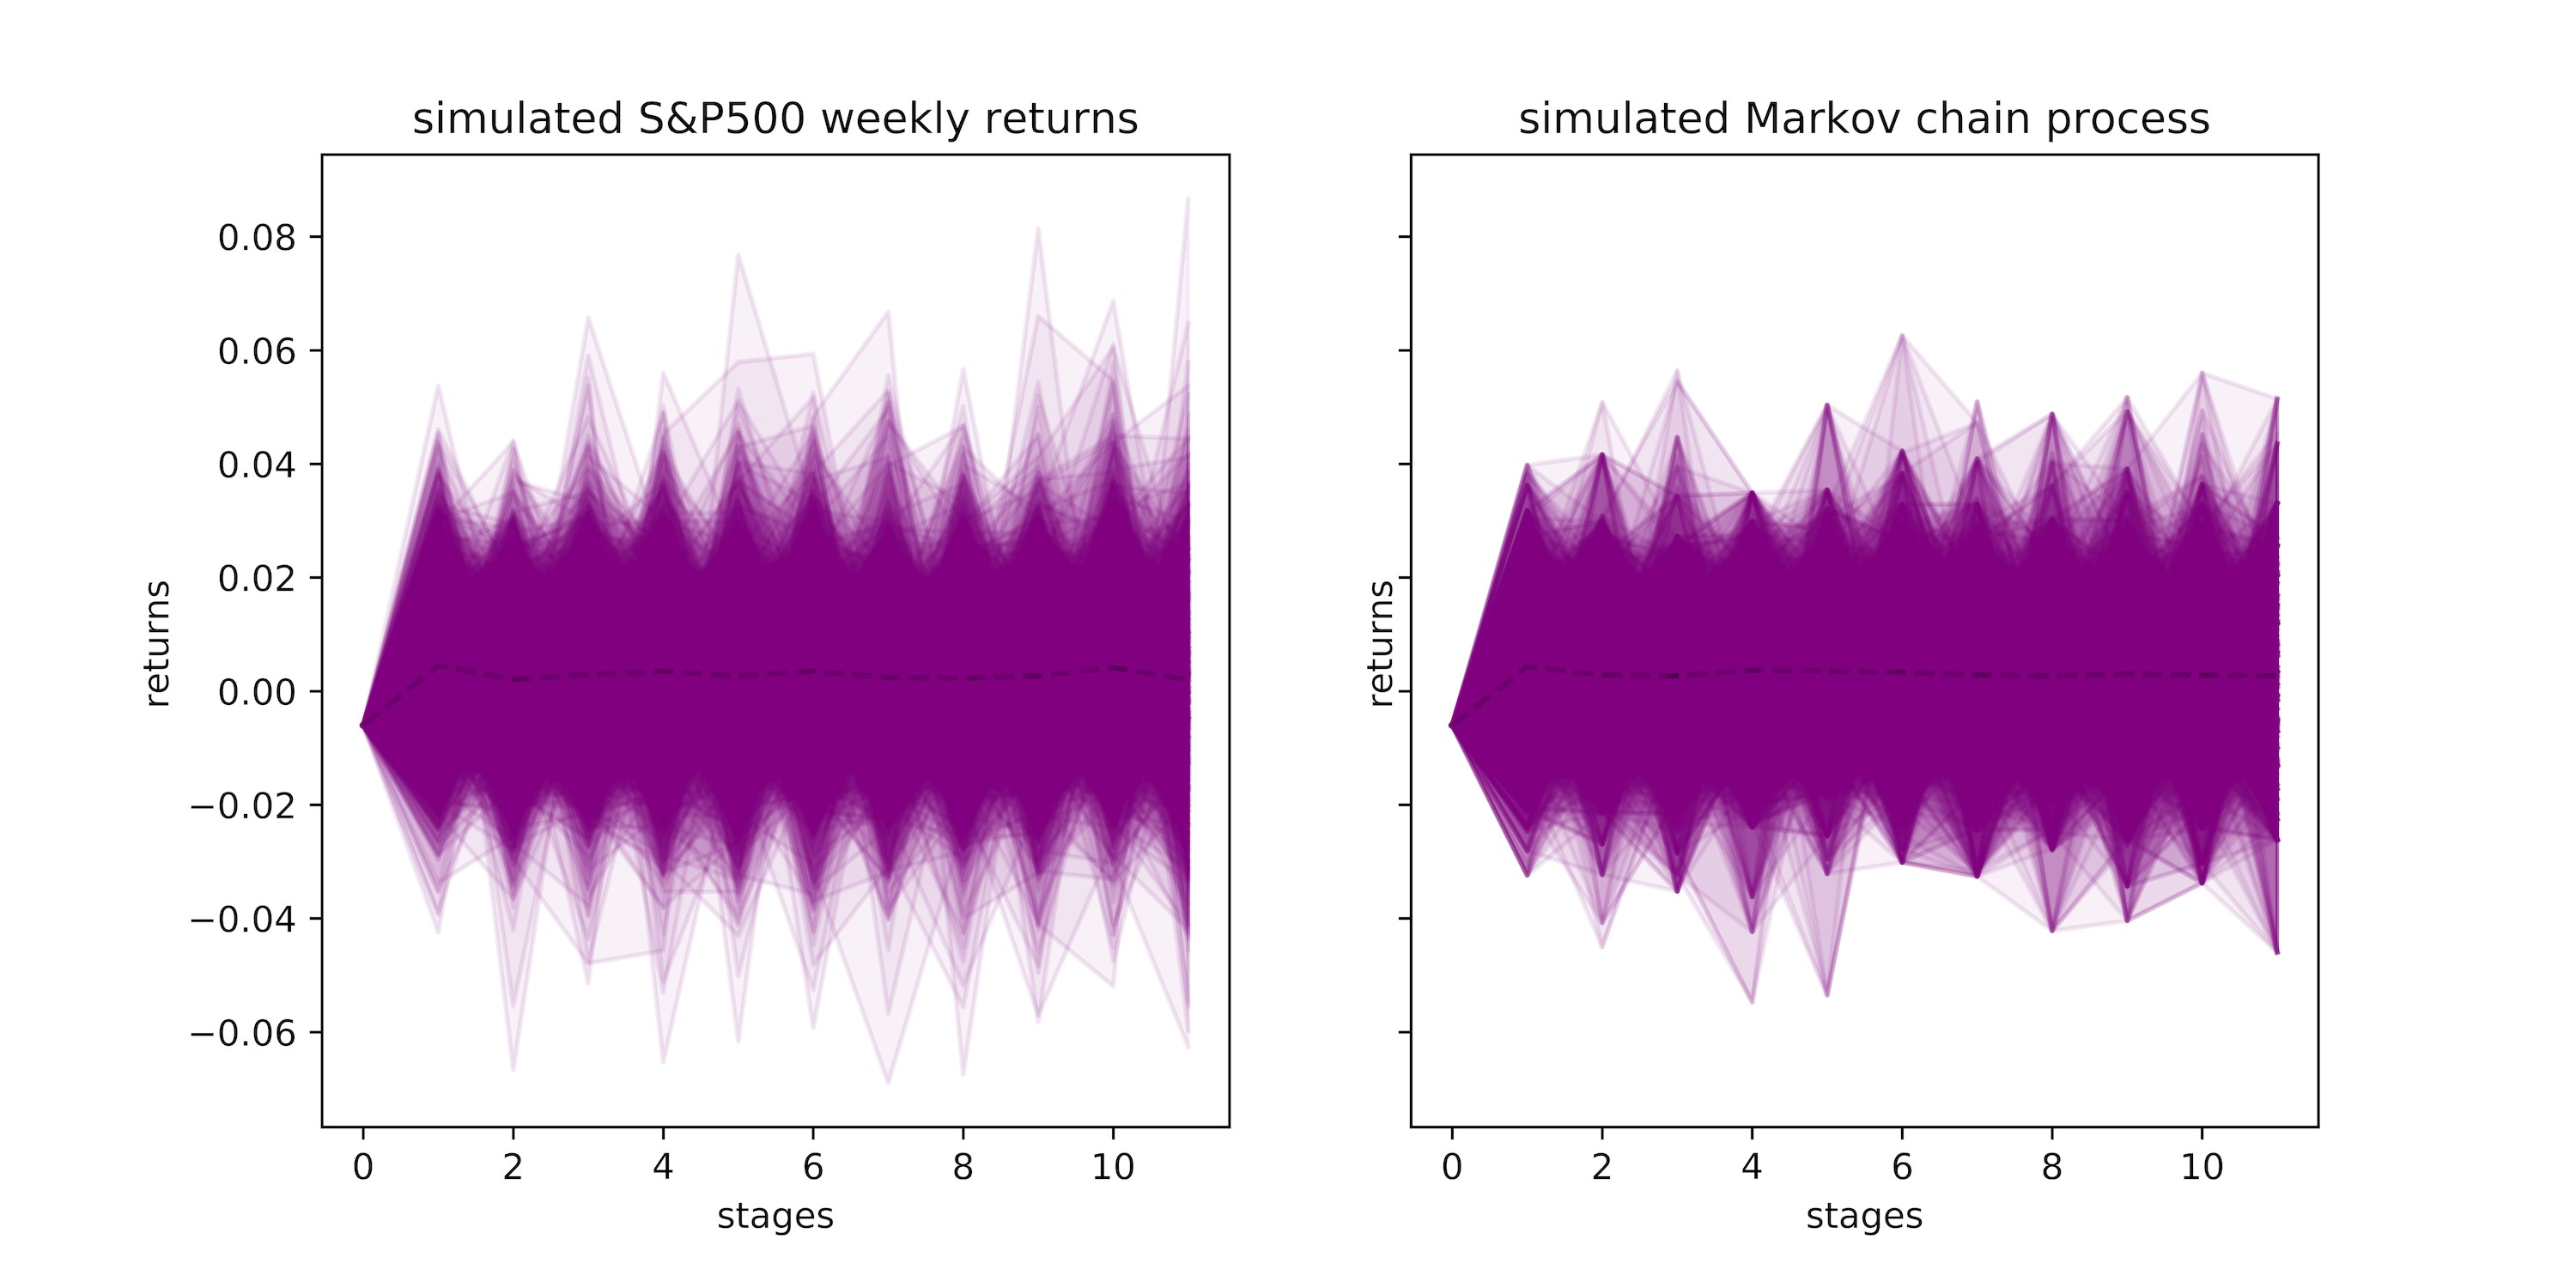 simulated S&P500 weekly returns
0.08
0.06
0.04
0.02
0.00
−0.02
−0.04
−0.06
returns
0 2 4 6 8 10
stages
simulated Markov chain process
returns
0 2 4 6 8 10
stages